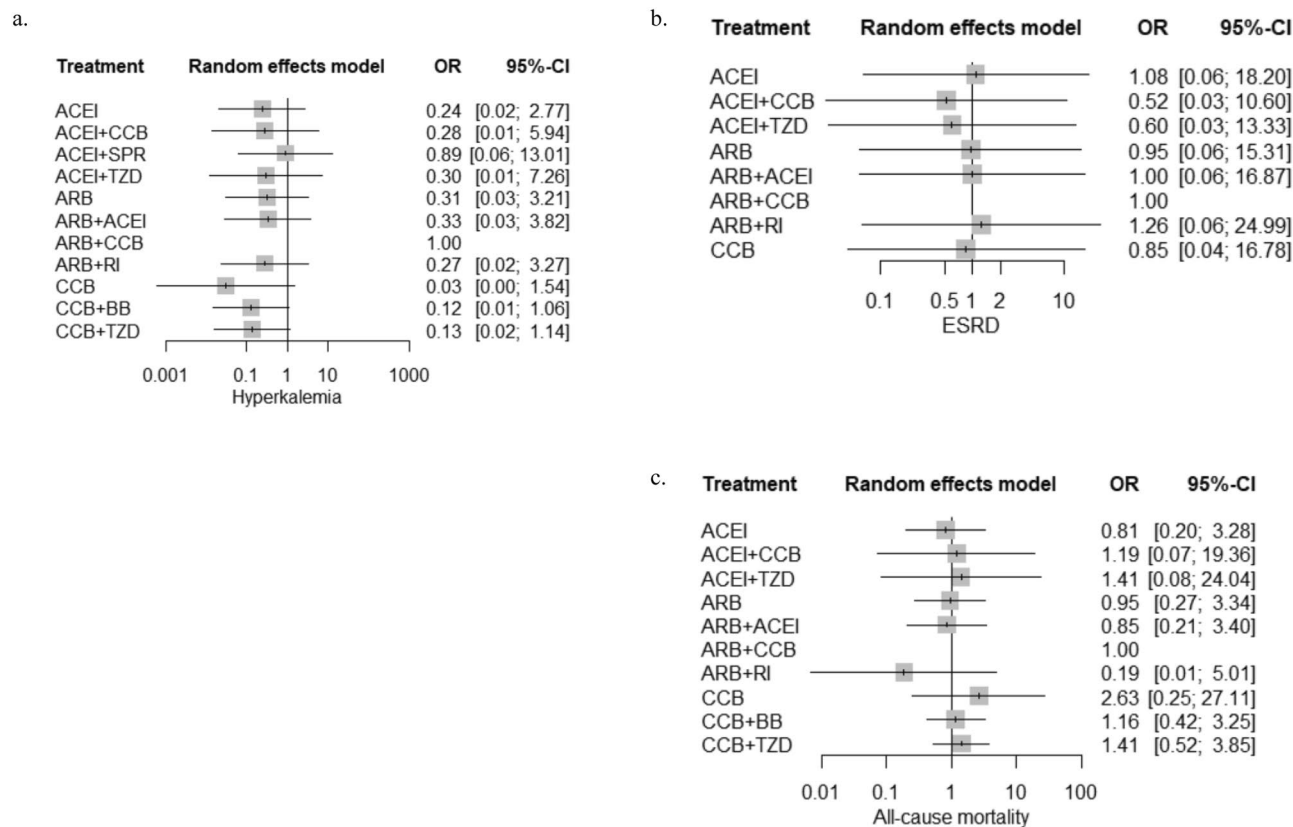 a.
Treatment Random effects model OR 95%-CI
ACEI 0.24 [0.02; 2.77]
ACEI+CCB 0.28 [0.01; 5.94]
ACEI+SPR 0.89 [0.06; 13.01]
ACEI+TZD 0.30 [0.01; 7.26]
ARB 0.31 [0.03; 3.21]
ARB+ACEI 0.33 [0.03; 3.82]
ARB+CCB 1.00
ARB+RI 0.27 [0.02; 3.27]
CCB 0.03 [0.00; 1.54]
CCB+BB 0.12 [0.01; 1.06]
CCB+TZD 0.13 [0.02; 1.14]
0.001 0.1 1 10 1000
Hyperkalemia
b.
Treatment Random effects model OR 95%-CI
ACEI 1.08 [0.06; 18.20]
ACEI+CCB 0.52 [0.03; 10.60]
ACEI+TZD 0.60 [0.03; 13.33]
ARB 0.95 [0.06; 15.31]
ARB+ACEI 1.00 [0.06; 16.87]
ARB+CCB 1.00
ARB+RI 1.26 [0.06; 24.99]
CCB 0.85 [0.04; 16.78]
0.1 0.5 1 2 10
ESRD
c.
Treatment Random effects model OR 95%-CI
ACEI 0.81 [0.20; 3.28]
ACEI+CCB 1.19 [0.07; 19.36]
ACEI+TZD 1.41 [0.08; 24.04]
ARB 0.95 [0.27; 3.34]
ARB+ACEI 0.85 [0.21; 3.40]
ARB+CCB 1.00
ARB+RI 0.19 [0.01; 5.01]
CCB 2.63 [0.25; 27.11]
CCB+BB 1.16 [0.42; 3.25]
CCB+TZD 1.41 [0.52; 3.85]
0.01 0.1 1 10 100
All-cause mortality